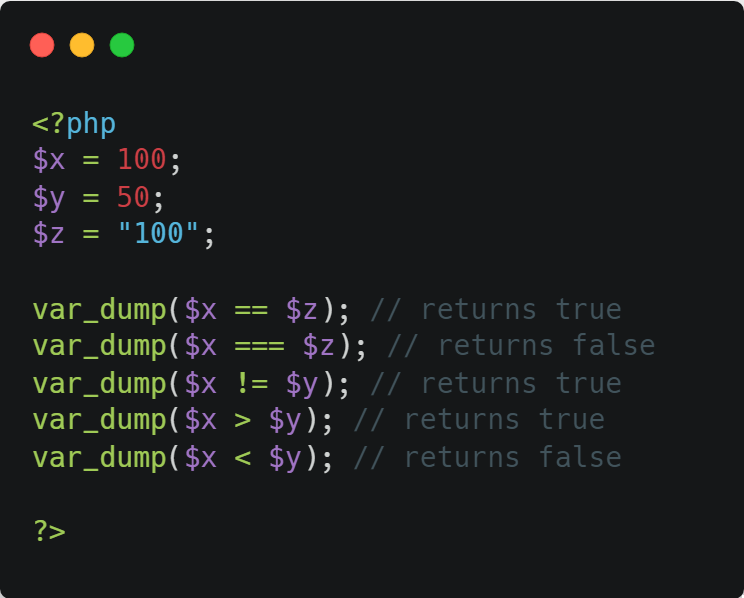 <?php
$x = 100;
$y = 50;
$z = "100";
var_dump($x == $z); // returns true
var_dump($x === $z); // returns false
var_dump($x != $y); // returns true
var_dump($x > $y); // returns true
var_dump($x < $y); // returns false
?>